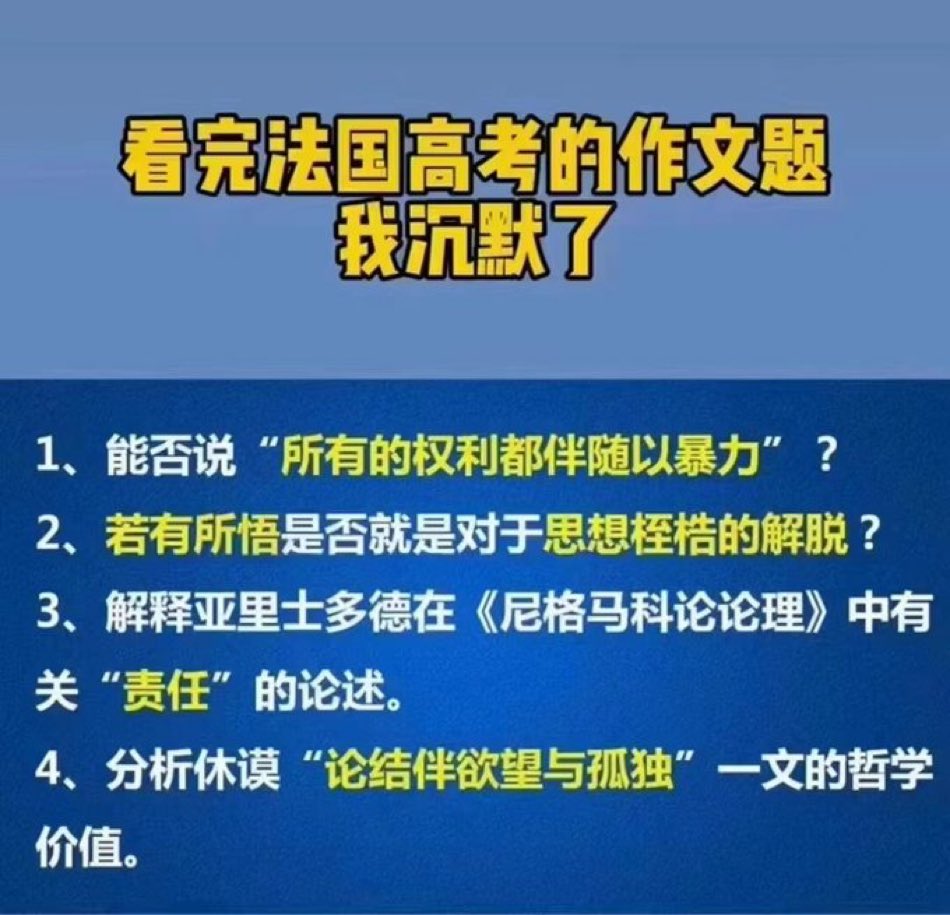 看完法国高考的作文题
我沉默了
1、能否说“所有的权利都伴随以暴力”？
2、若有所悟是否就是对于思想桎梏的解脱？
3、解释亚里士多德在《尼格马科论论理》中有
关“责任”的论述。
4、分析休谟“论结伴欲望与孤独”一文的哲学
价值。